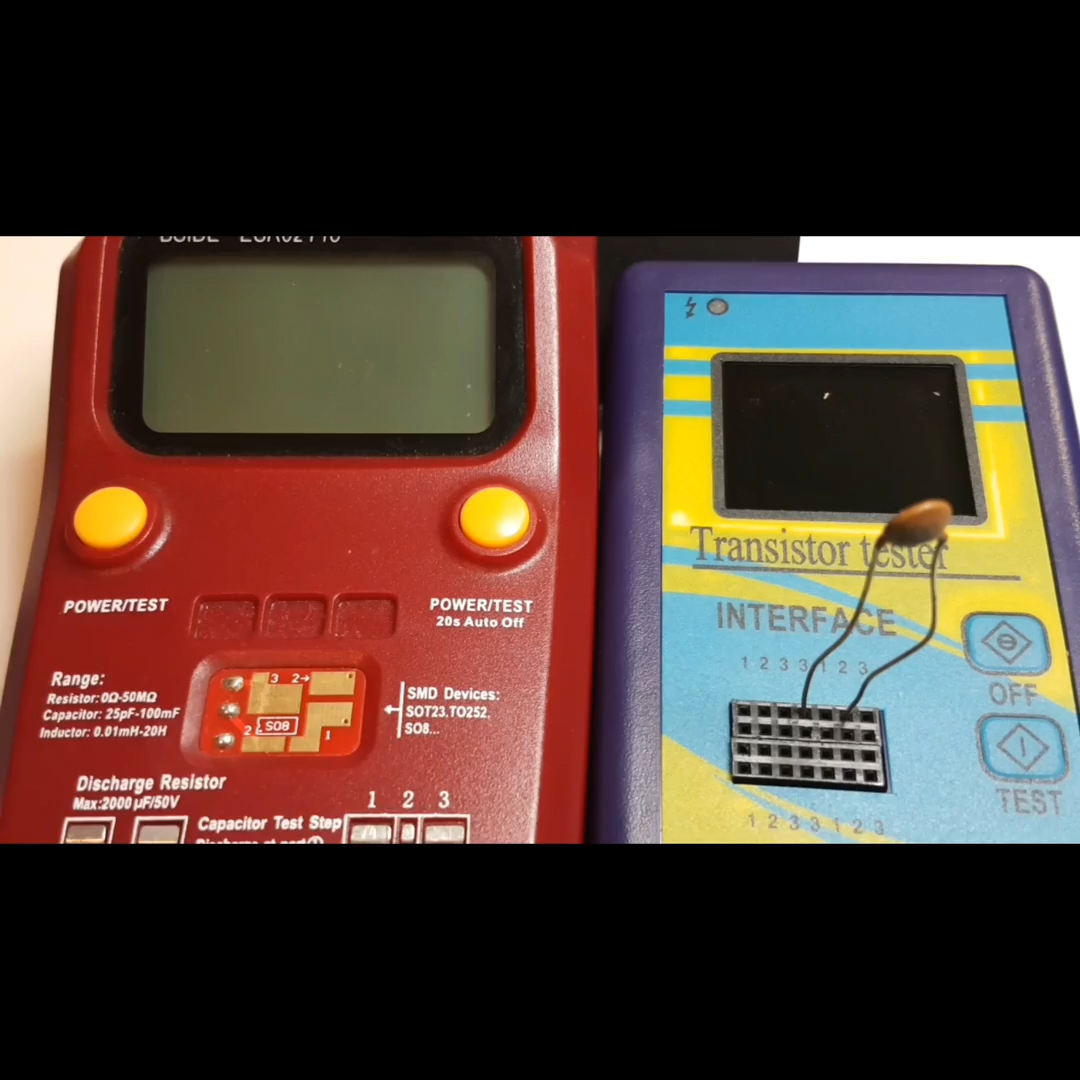 BSIDE ESR02PRO
POWER/TEST
POWER/TEST
20s Auto Off
Range:
Resistor:0Ω-50MΩ
Capacitor: 25pF-100mF
Inductor: 0.01mH-20H
3 2→
2 SO8 1
SMD Devices:
SOT23,TO252,
SO8...
Discharge Resistor
Max:2000 μF/50V
1 2 3
Capacitor Test Step
Transistor tester
INTERFACE
1 2 3 3 1 2 3
OFF
TEST
1 2 3 3 1 2 3